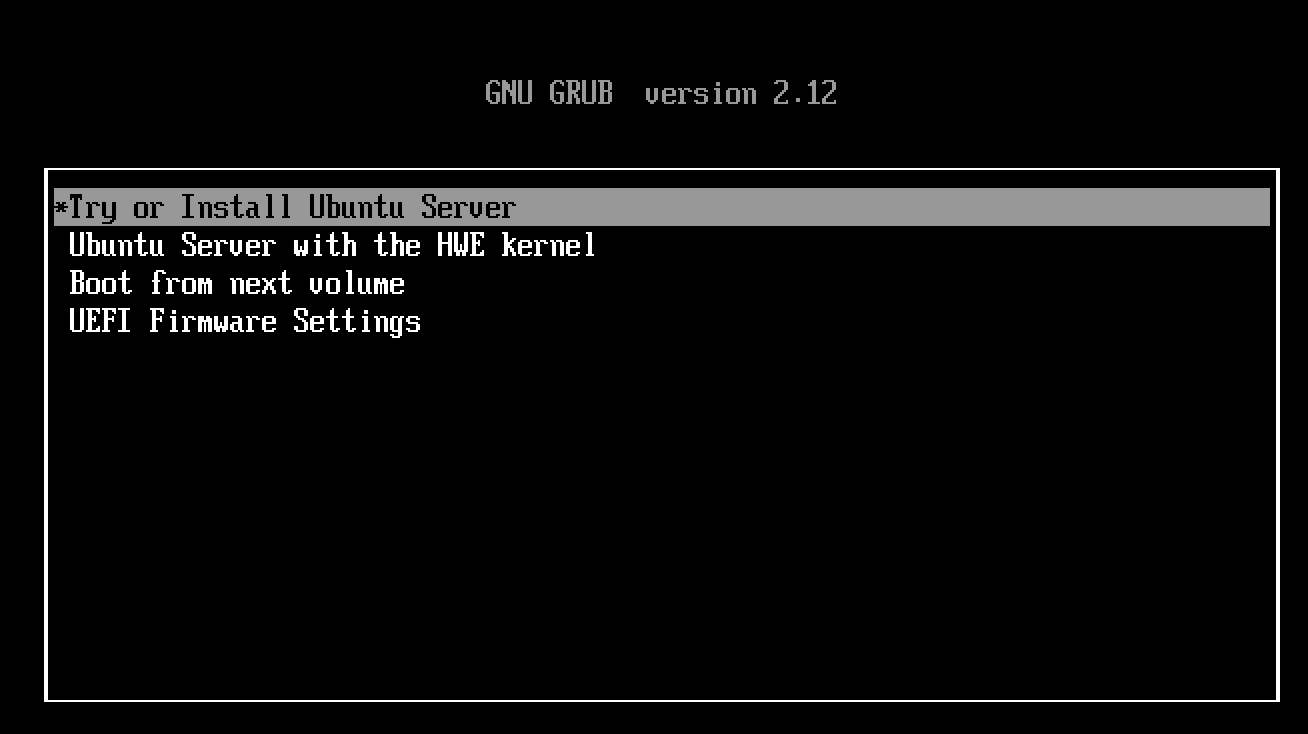 GNU GRUB  version 2.12
*Try or Install Ubuntu Server
Ubuntu Server with the HWE kernel
Boot from next volume
UEFI Firmware Settings